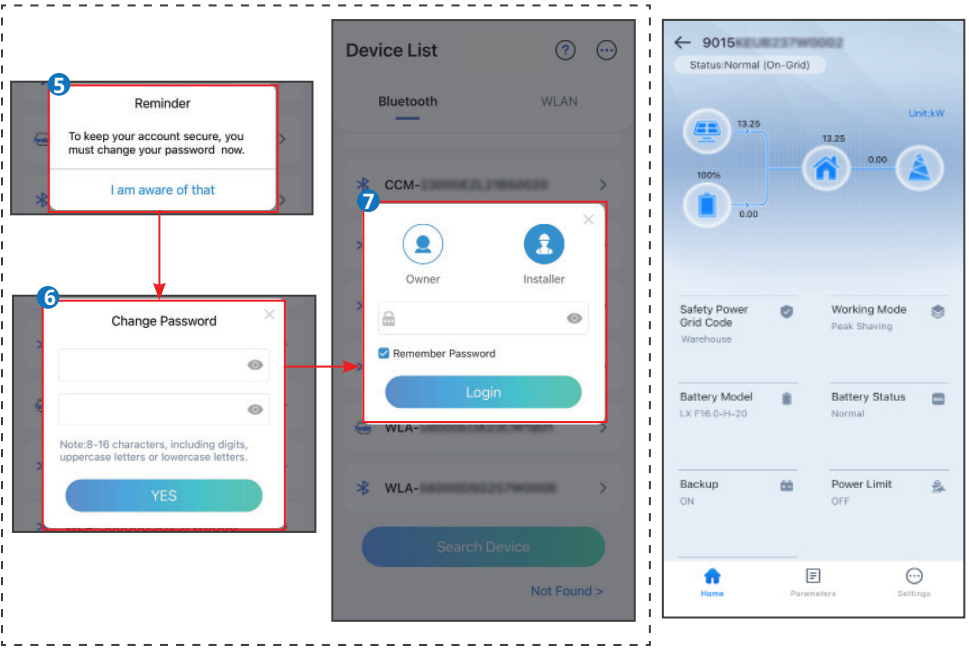 5
Reminder
To keep your account secure, you
must change your password now.
I am aware of that
6
Change Password
Note:8-16 characters, including digits,
uppercase letters or lowercase letters.
YES
Device List
?
Bluetooth
WLAN
CCM-
7
Owner
Installer
Remember Password
Login
WLA-
WLA-
Search Device
Not Found >
9015
Status:Normal (On-Grid)
Unit:kW
13.25
13.25
0.00
100%
0.00
Safety Power
Grid Code
Warehouse
Working Mode
Peak Shaving
Battery Model
LX F16.0-H-20
Battery Status
Normal
Backup
ON
Power Limit
OFF
Home
Parameters
Settings